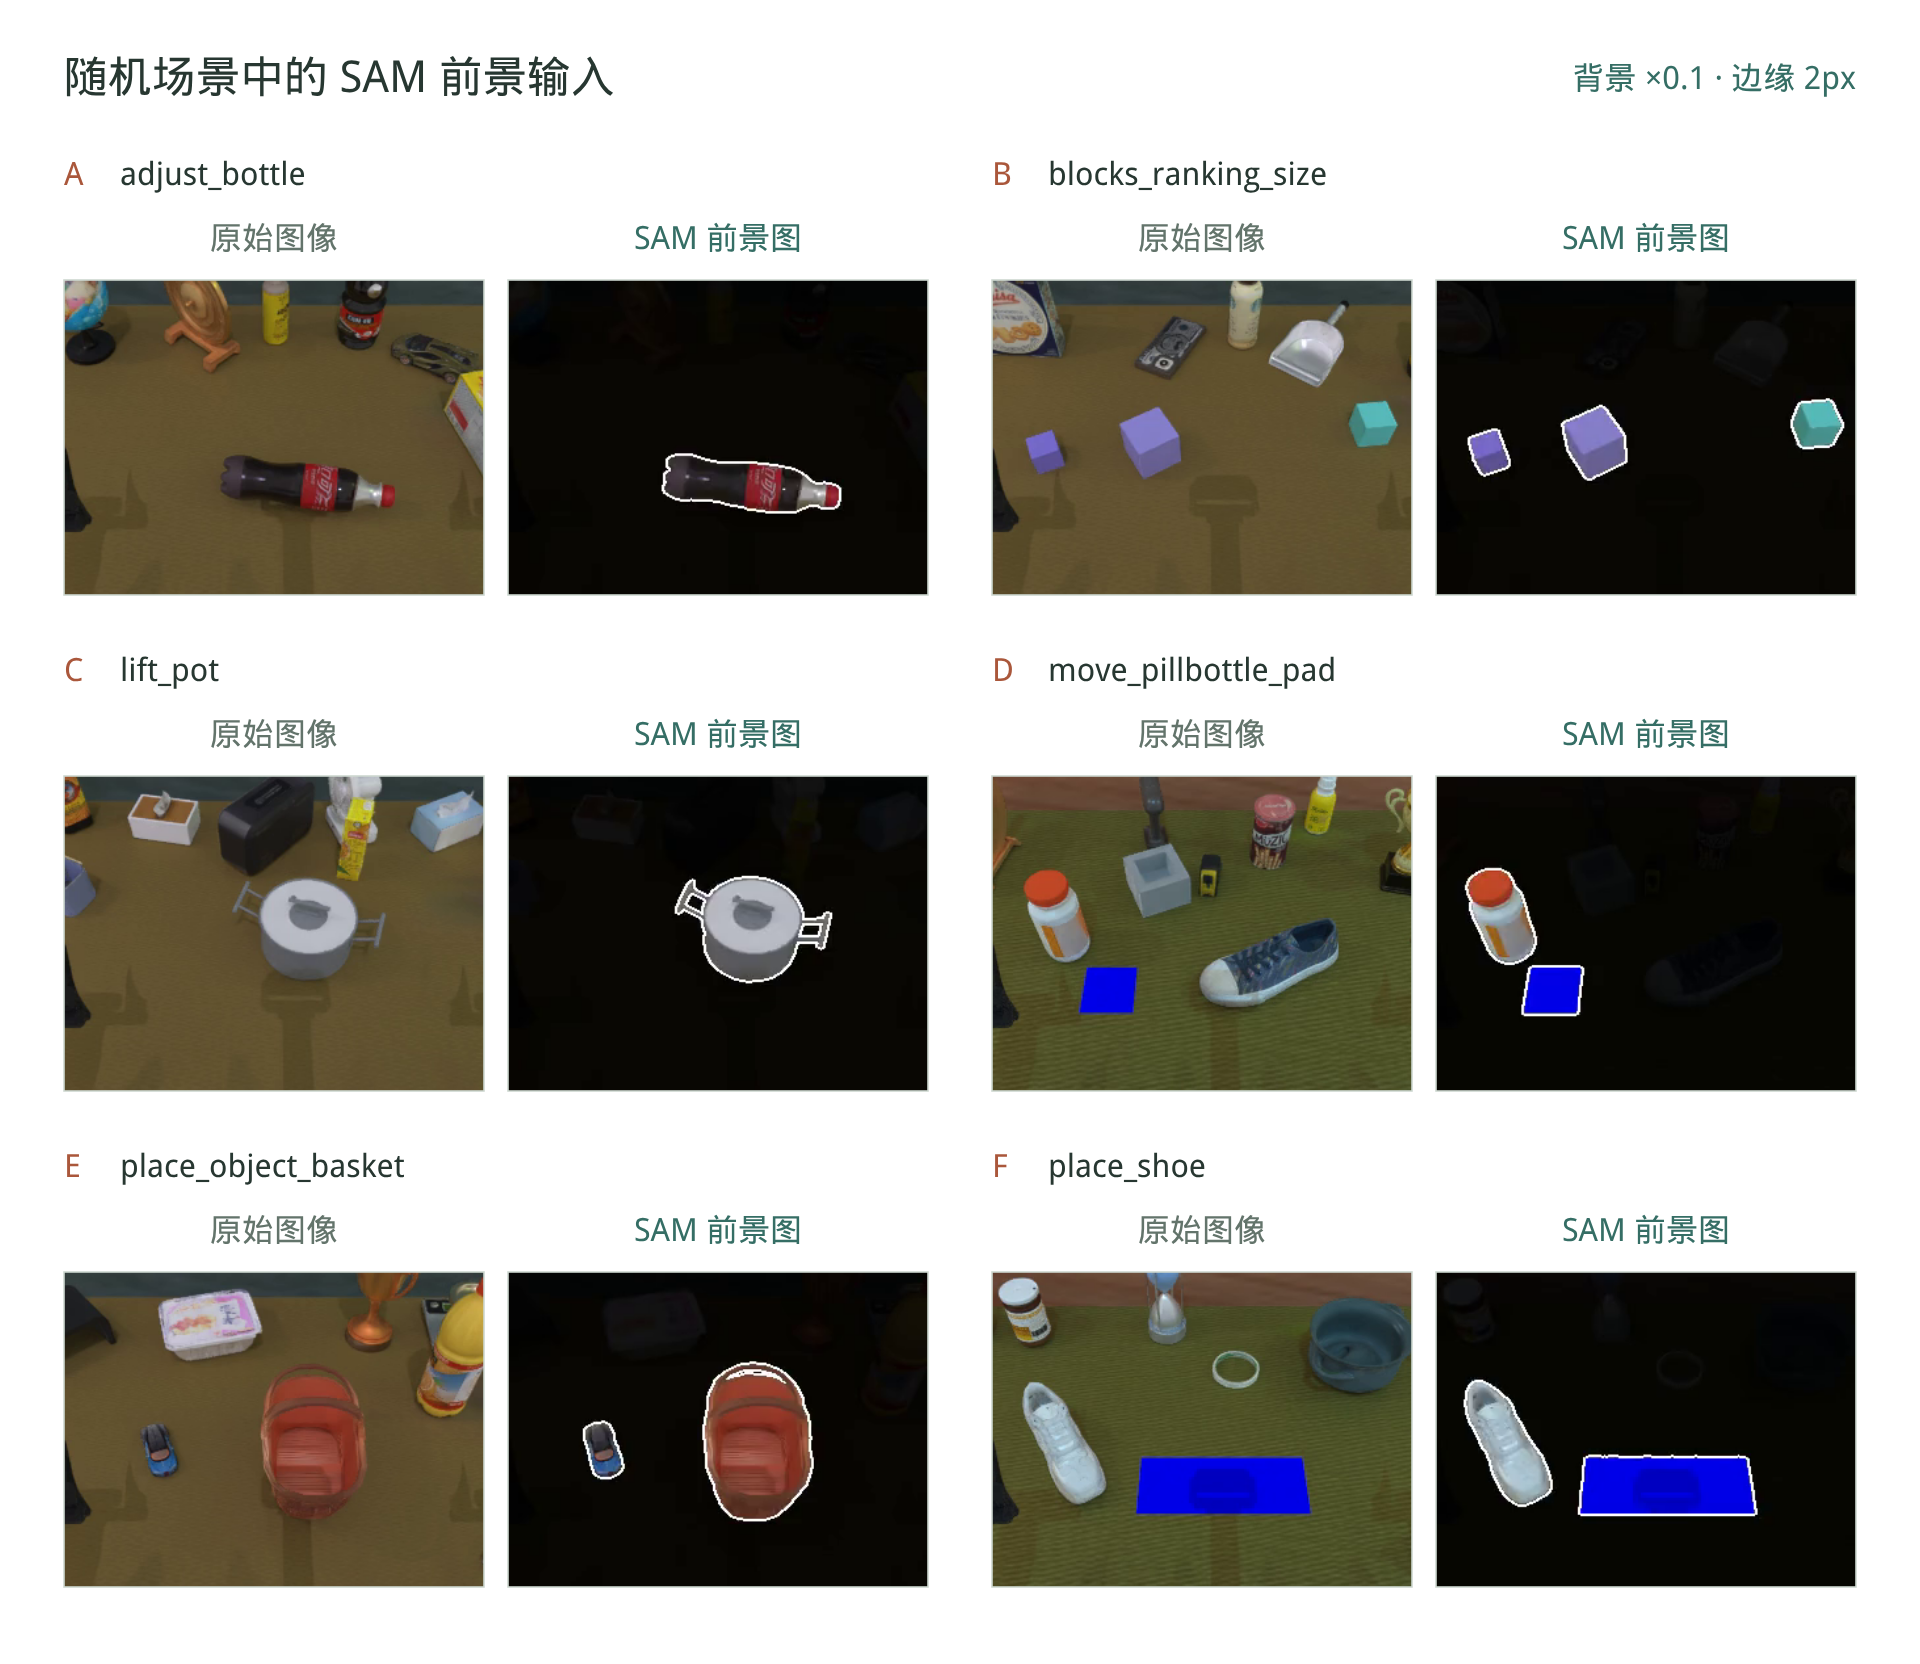 随机场景中的 SAM 前景输入
背景 ×0.1 · 边缘 2px
A adjust_bottle
B blocks_ranking_size
原始图像
SAM 前景图
原始图像
SAM 前景图
C lift_pot
D move_pillbottle_pad
原始图像
SAM 前景图
原始图像
SAM 前景图
E place_object_basket
F place_shoe
原始图像
SAM 前景图
原始图像
SAM 前景图